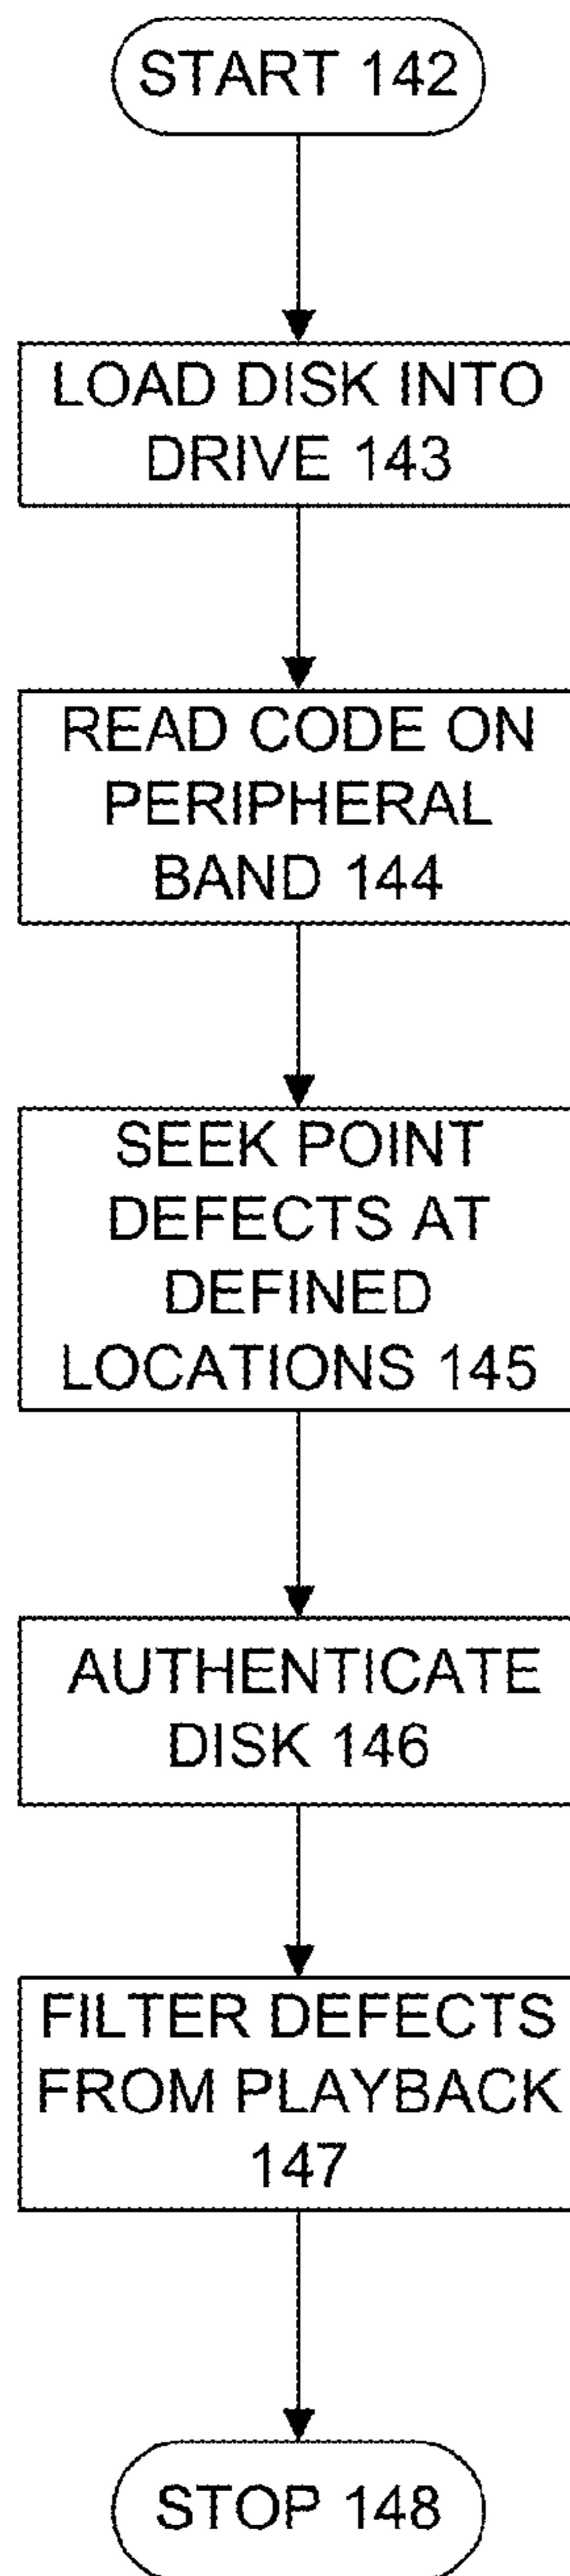 START 142
LOAD DISK INTO
DRIVE 143
READ CODE ON
PERIPHERAL
BAND 144
SEEK POINT
DEFECTS AT
DEFINED
LOCATIONS 145
AUTHENTICATE
DISK 146
FILTER DEFECTS
FROM PLAYBACK
147
STOP 148